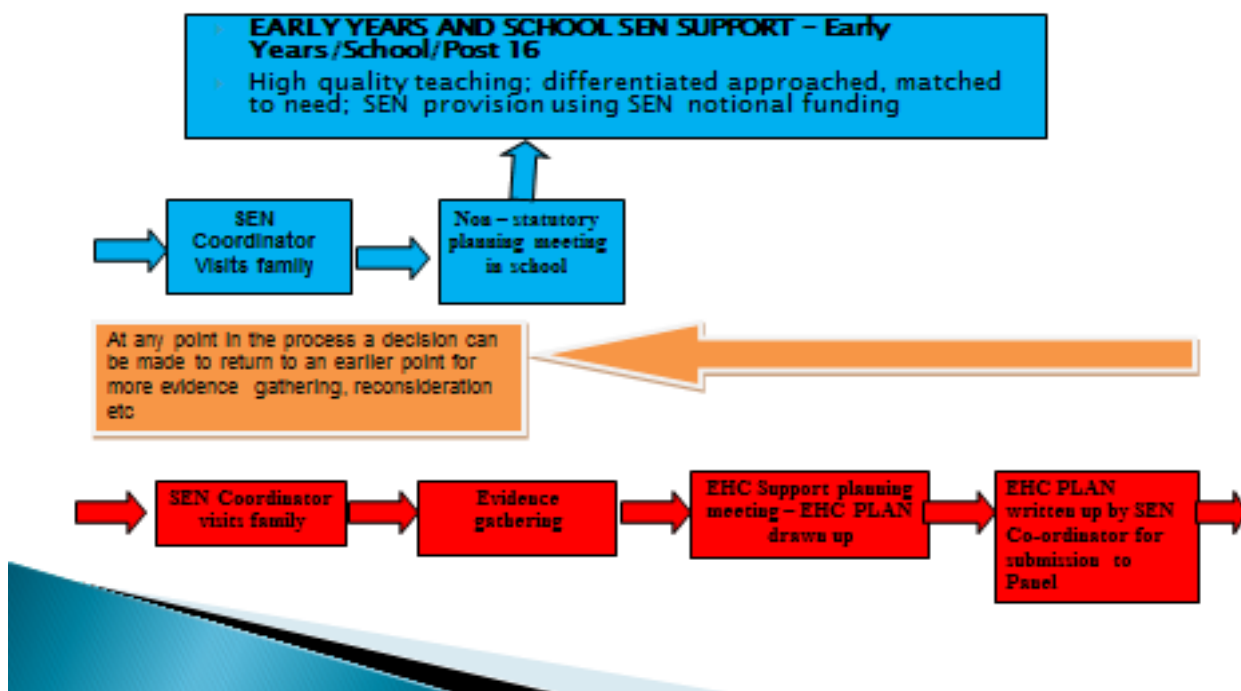 EARLY YEARS AND SCHOOL SEN SUPPORT – Early
Years/School/Post 16
High quality teaching; differentiated approached, matched
to need; SEN provision using SEN notional funding
SEN
Coordinator
Visits family
Non – statutory
planning meeting
in school
At any point in the process a decision can
be made to return to an earlier point for
more evidence gathering, reconsideration
etc
SEN Coordinator
visits family
Evidence
gathering
EHC Support planning
meeting – EHC PLAN
drawn up
EHC PLAN
written up by SEN
Co-ordinator for
submission to
Panel